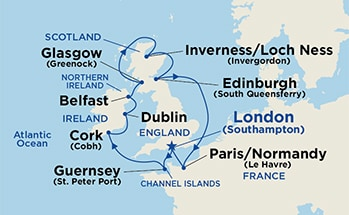 SCOTLAND
Glasgow
(Greenock)
Inverness/Loch Ness
(Invergordon)
NORTHERN
IRELAND
Edinburgh
(South Queensferry)
Belfast
IRELAND
Dublin
ENGLAND
London
(Southampton)
Atlantic
Ocean
Cork
(Cobh)
Paris/Normandy
(Le Havre)
Guernsey
(St. Peter Port)
CHANNEL ISLANDS
FRANCE